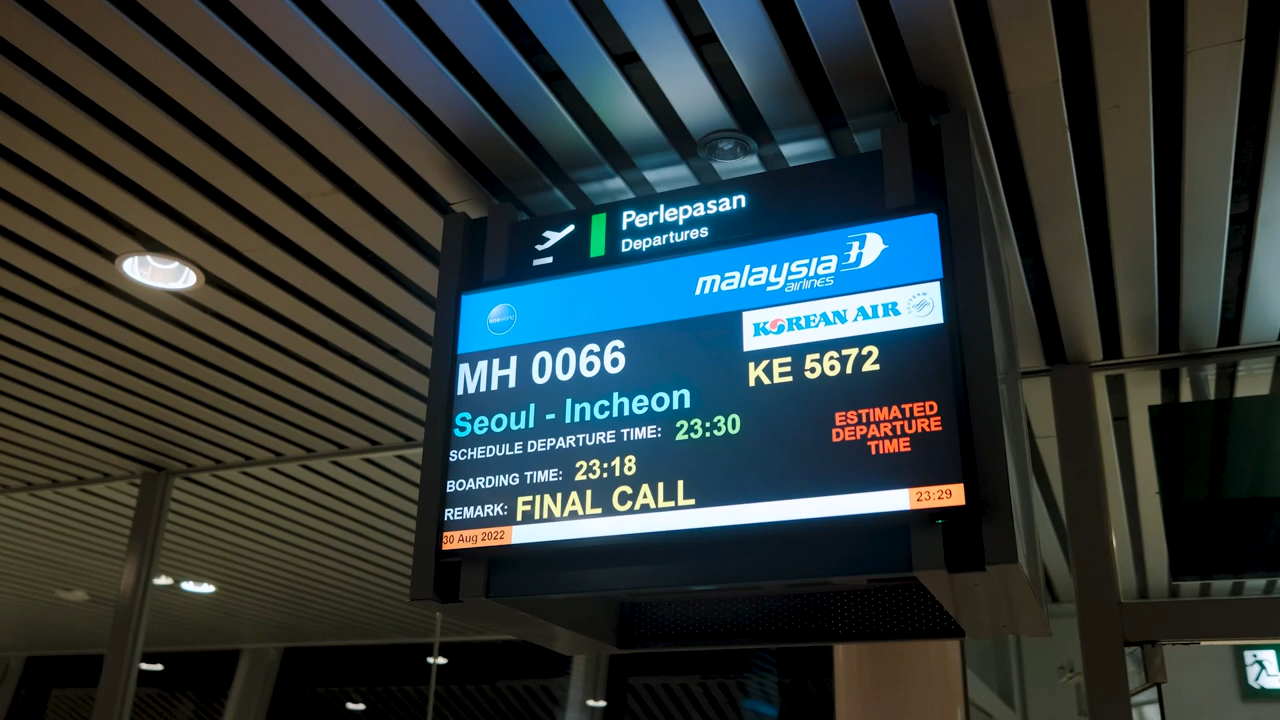 Perlepasan
Departures
malaysia
airlines
oneworld
KOREAN AIR
MH 0066
KE 5672
Seoul - Incheon
SCHEDULE DEPARTURE TIME: 23:30
ESTIMATED
DEPARTURE
TIME
BOARDING TIME: 23:18
REMARK: FINAL CALL
30 Aug 2022
23:29